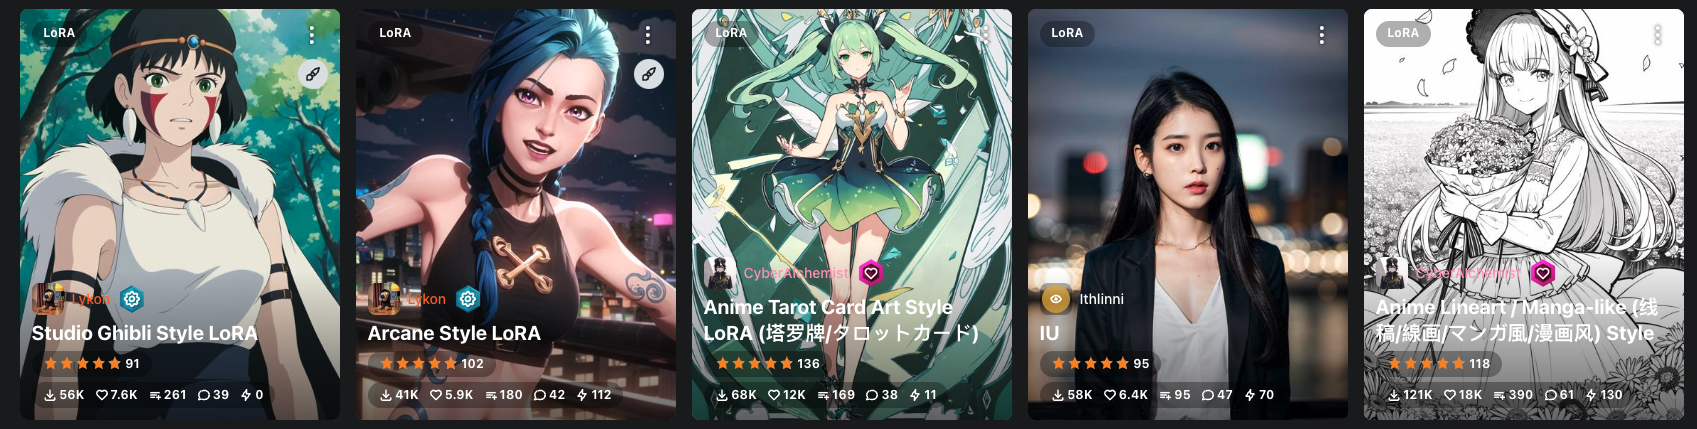 LoRA
Lykon
Studio Ghibli Style LoRA
91
56K 7.6K 261 39 0
LoRA
Lykon
Arcane Style LoRA
102
41K 5.9K 180 42 112
LoRA
CyberAlchemist
Anime Tarot Card Art Style
LoRA (塔罗牌/タロットカード)
136
68K 12K 169 38 11
LoRA
Ithlinni
IU
95
58K 6.4K 95 47 70
LoRA
CyberAlchemist
Anime Lineart / Manga-like (线
稿/線画/マンガ風/漫画风) Style
118
121K 18K 390 61 130